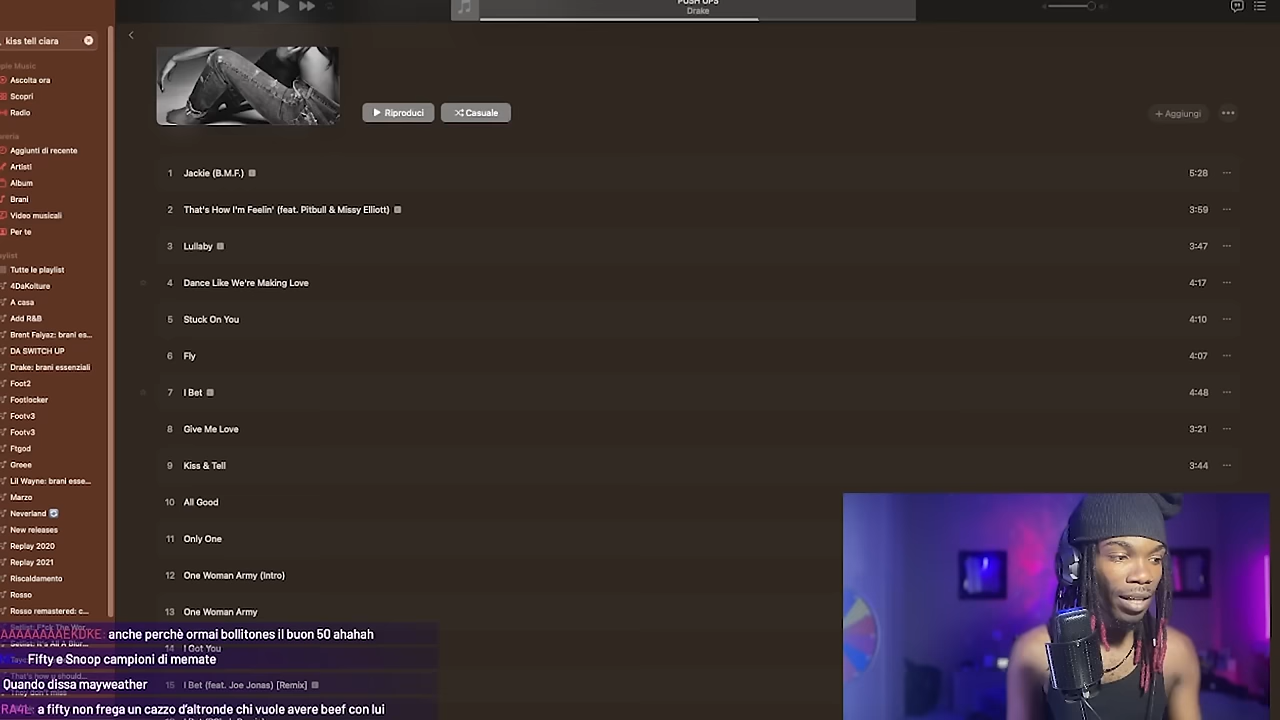 PUSH UPS
Drake
kiss tell ciara
Ascolta ora
Scopri
Radio
Aggiunti di recente
Artisti
Album
Brani
Video musicali
Per te
Tutte le playlist
4DaKolture
A casa
Add R&B
Brent Faiyaz: brani es...
DA SWITCH UP
Drake: brani essenziali
Foot2
Footlocker
Footv3
Footv3
Ftgod
Greee
Lil Wayne: brani esse...
Marzo
Neverland
New releases
Replay 2020
Replay 2021
Riscaldamento
Rosso
Rosso remastered: c...
Riproduci
Casuale
+ Aggiungi
1 Jackie (B.M.F.) 5:28
2 That's How I'm Feelin' (feat. Pitbull & Missy Elliott) 3:59
3 Lullaby 3:47
4 Dance Like We're Making Love 4:17
5 Stuck On You 4:10
6 Fly 4:07
7 I Bet 4:48
8 Give Me Love 3:21
9 Kiss & Tell 3:44
10 All Good
11 Only One
12 One Woman Army (Intro)
13 One Woman Army
14 I Got You
15 I Bet (feat. Joe Jonas) [Remix]
anche perchè ormai bollitones il buon 50 ahahah
Fifty e Snoop campioni di memate
Quando dissa mayweather
RA4L: a fifty non frega un cazzo d'altronde chi vuole avere beef con lui